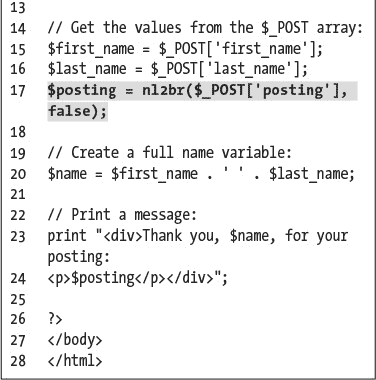 13
14 // Get the values from the $_POST array:
15 $first_name = $_POST['first_name'];
16 $last_name = $_POST['last_name'];
17 $posting = nl2br($_POST['posting'],
false);
18
19 // Create a full name variable:
20 $name = $first_name . ' ' . $last_name;
21
22 // Print a message:
23 print "<div>Thank you, $name, for your
posting:
24 <p>$posting</p></div>";
25
26 ?>
27 </body>
28 </html>